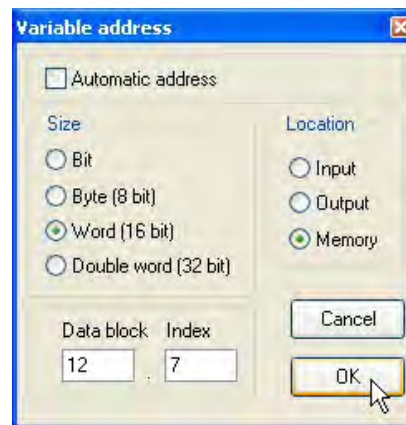 Variable address
Automatic address
Size
Bit
Byte (8 bit)
Word (16 bit)
Double word (32 bit)
Location
Input
Output
Memory
Data block Index
12 . 7
Cancel
OK